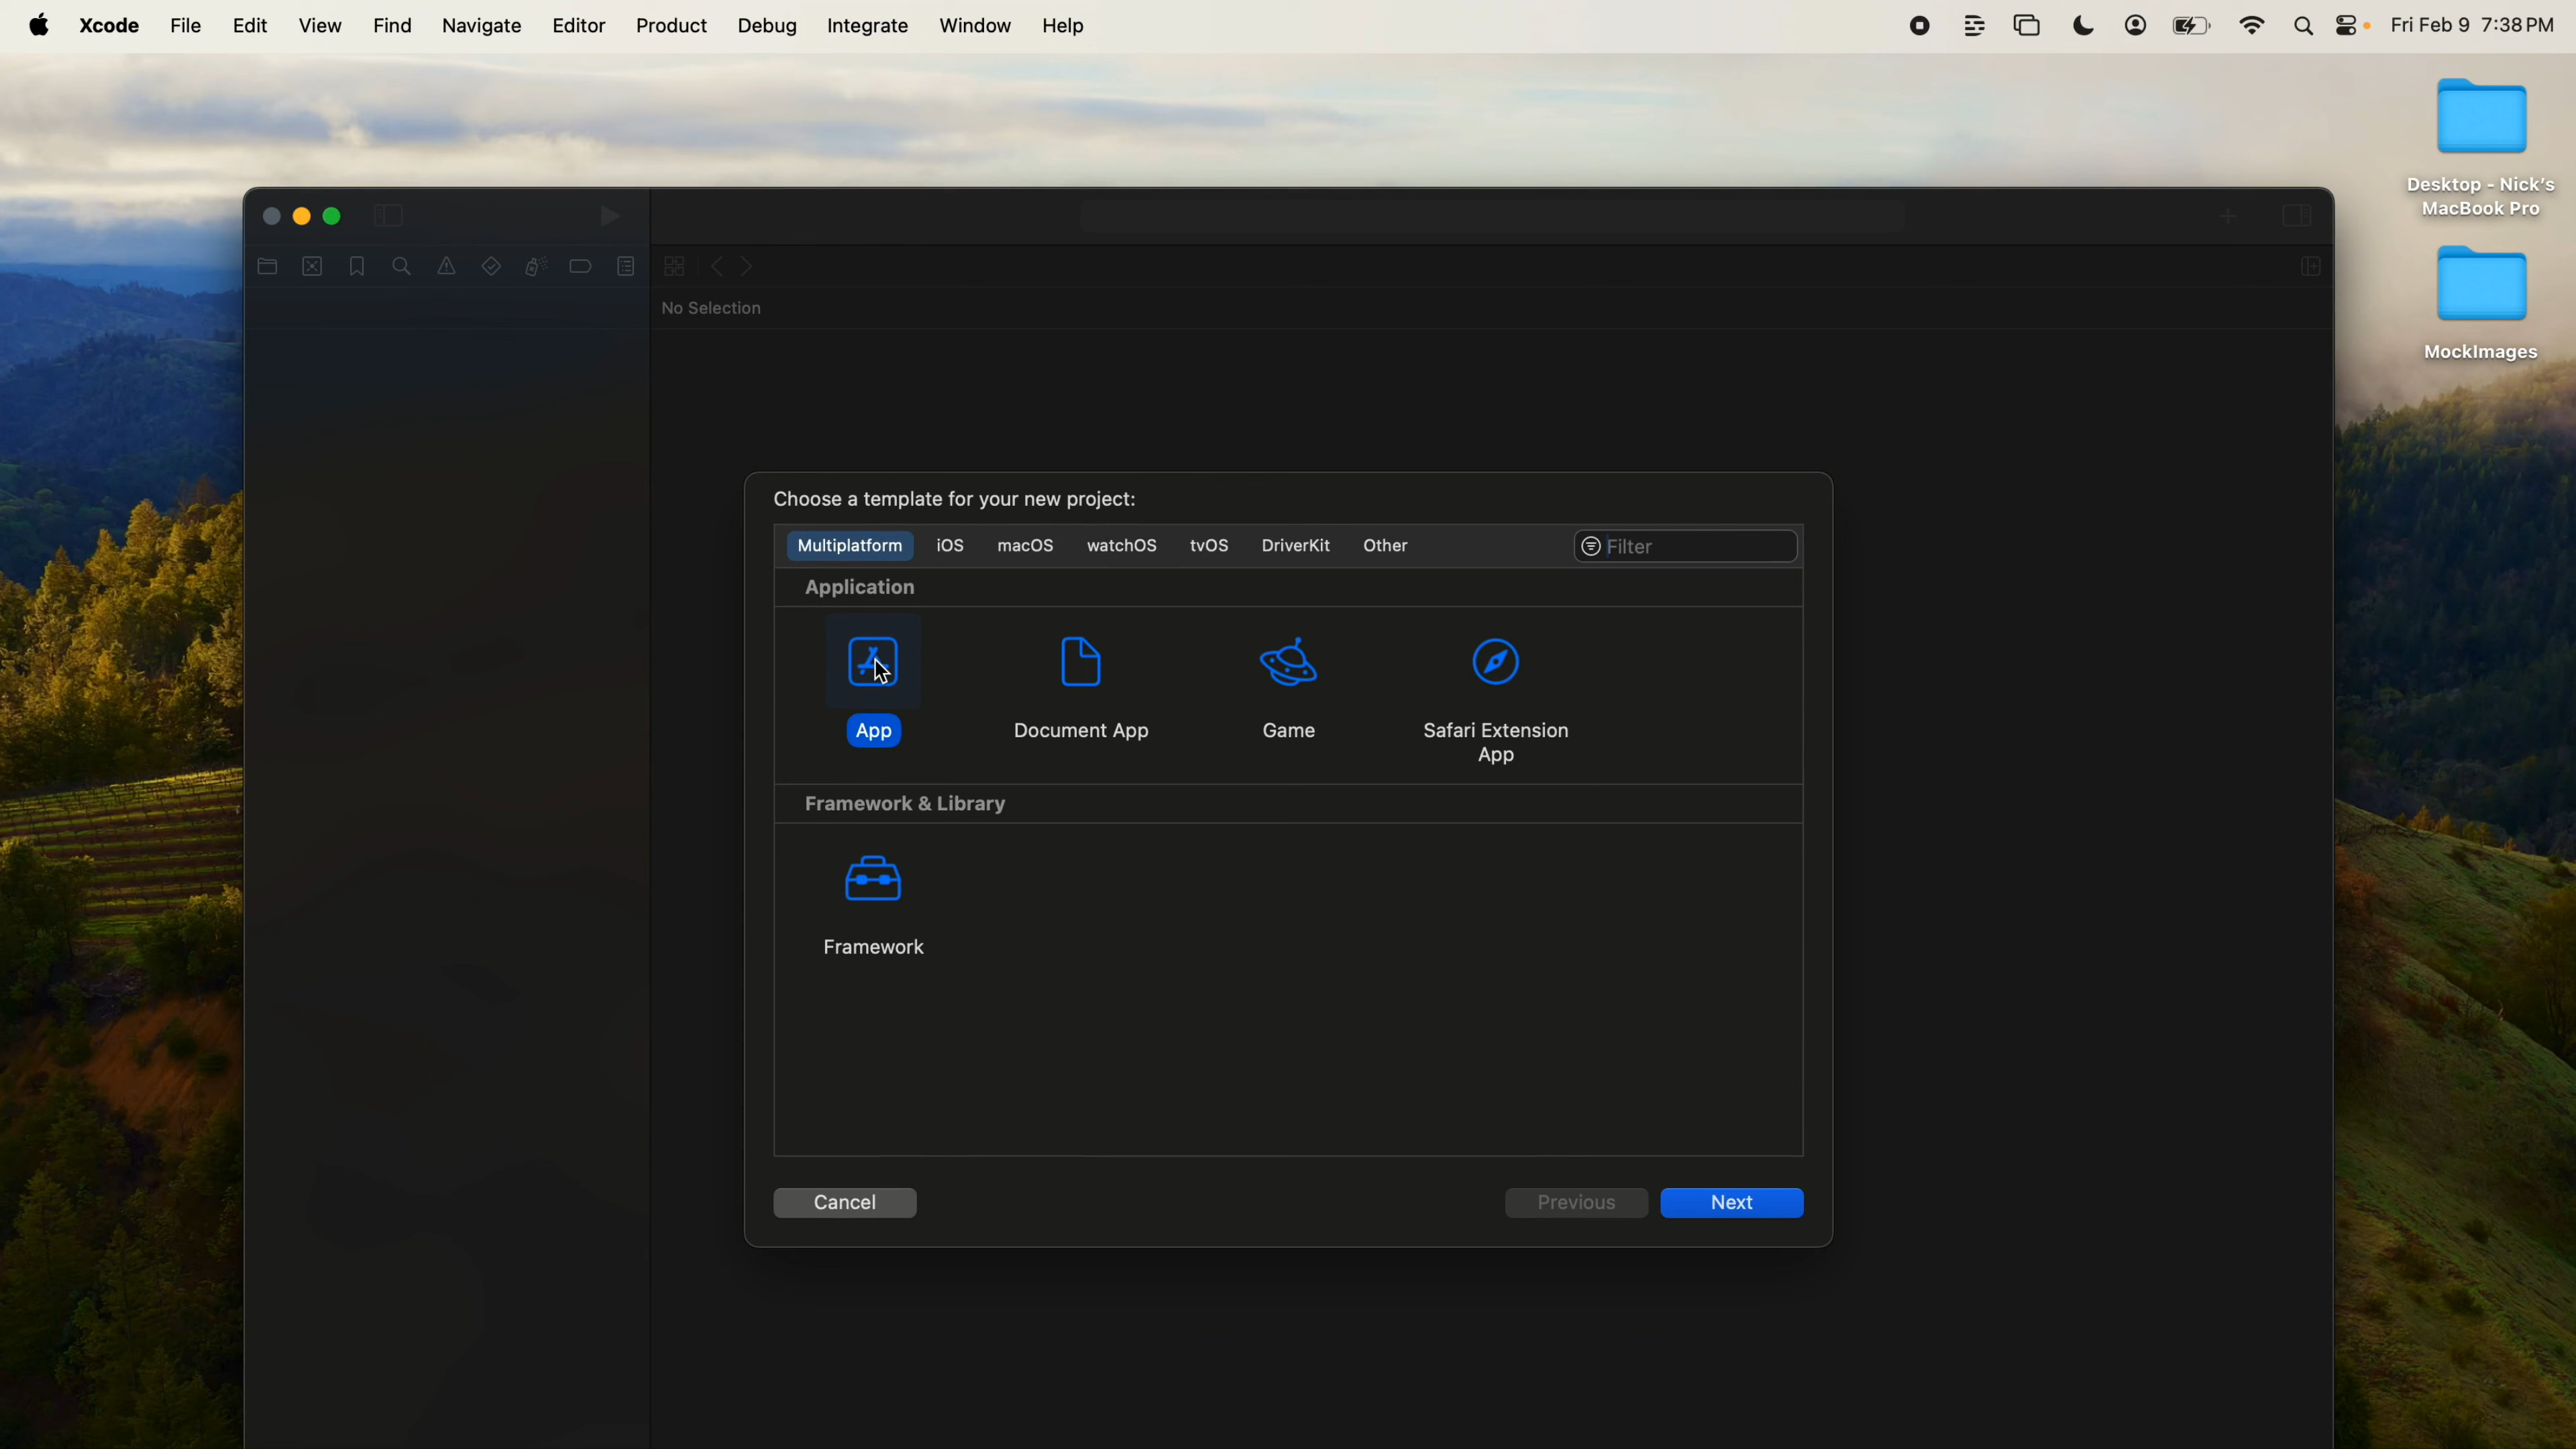 Xcode File Edit View Find Navigate Editor Product Debug Integrate Window Help Fri Feb 9 7:38 PM
Desktop - Nick’s
MacBook Pro
MockImages
No Selection
Choose a template for your new project:
Multiplatform iOS macOS watchOS tvOS DriverKit Other Filter
Application
App Document App Game Safari Extension
App
Framework & Library
Framework
Cancel Previous Next